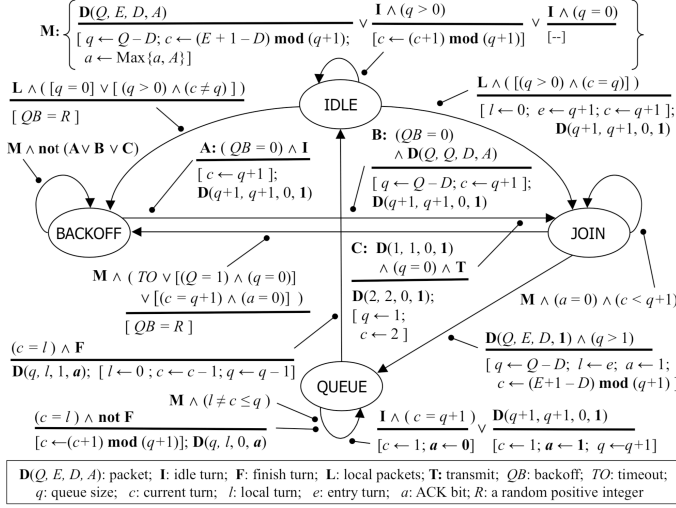 M: D(Q, E, D, A)
[ q ← Q – D; c ← (E + 1 – D) mod (q+1);
a ← Max{a, A}]
∨ I ∧ (q > 0)
[c ← (c+1) mod (q+1)]
∨ I ∧ (q = 0)
[--]
L ∧ ( [q = 0] ∨ [ (q > 0) ∧ (c ≠ q) ] )
[ QB = R ]
IDLE
L ∧ ( [(q > 0) ∧ (c = q)] )
[ l ← 0; e ← q+1; c ← q+1 ];
D(q+1, q+1, 0, 1)
M ∧ not (A∨ B ∨ C)
A: ( QB = 0) ∧ I
[ c ← q+1 ];
D(q+1, q+1, 0, 1)
B: (QB = 0)
∧ D(Q, Q, D, A)
[ q ← Q – D; c ← q+1 ];
D(q+1, q+1, 0, 1)
BACKOFF
JOIN
M ∧ ( TO ∨ [(Q = 1) ∧ (q = 0)]
∨ [(c = q+1) ∧ (a = 0)] )
[ QB = R ]
C: D(1, 1, 0, 1)
∧ (q = 0) ∧ T
D(2, 2, 0, 1);
[ q ← 1;
c ← 2 ]
M ∧ (a = 0) ∧ (c < q+1)
(c = l ) ∧ F
D(q, l, 1, a); [ l ← 0 ; c ← c – 1; q ← q – 1]
D(Q, E, D, 1) ∧ (q > 1)
[ q ← Q – D; l ← e; a ← 1;
c ← (E+1 – D) mod (q+1) ]
QUEUE
M ∧ (l ≠ c ≤ q )
(c = l ) ∧ not F
[c ←(c+1) mod (q+1)]; D(q, l, 0, a)
I ∧ ( c = q+1)
[c ← 1; a ← 0]
∨ D(q+1, q+1, 0, 1)
[c ← 1; a ← 1; q ←q+1]
D(Q, E, D, A): packet; I: idle turn; F: finish turn; L: local packets; T: transmit; QB: backoff; TO: timeout;
q: queue size; c: current turn; l: local turn; e: entry turn; a: ACK bit; R: a random positive integer